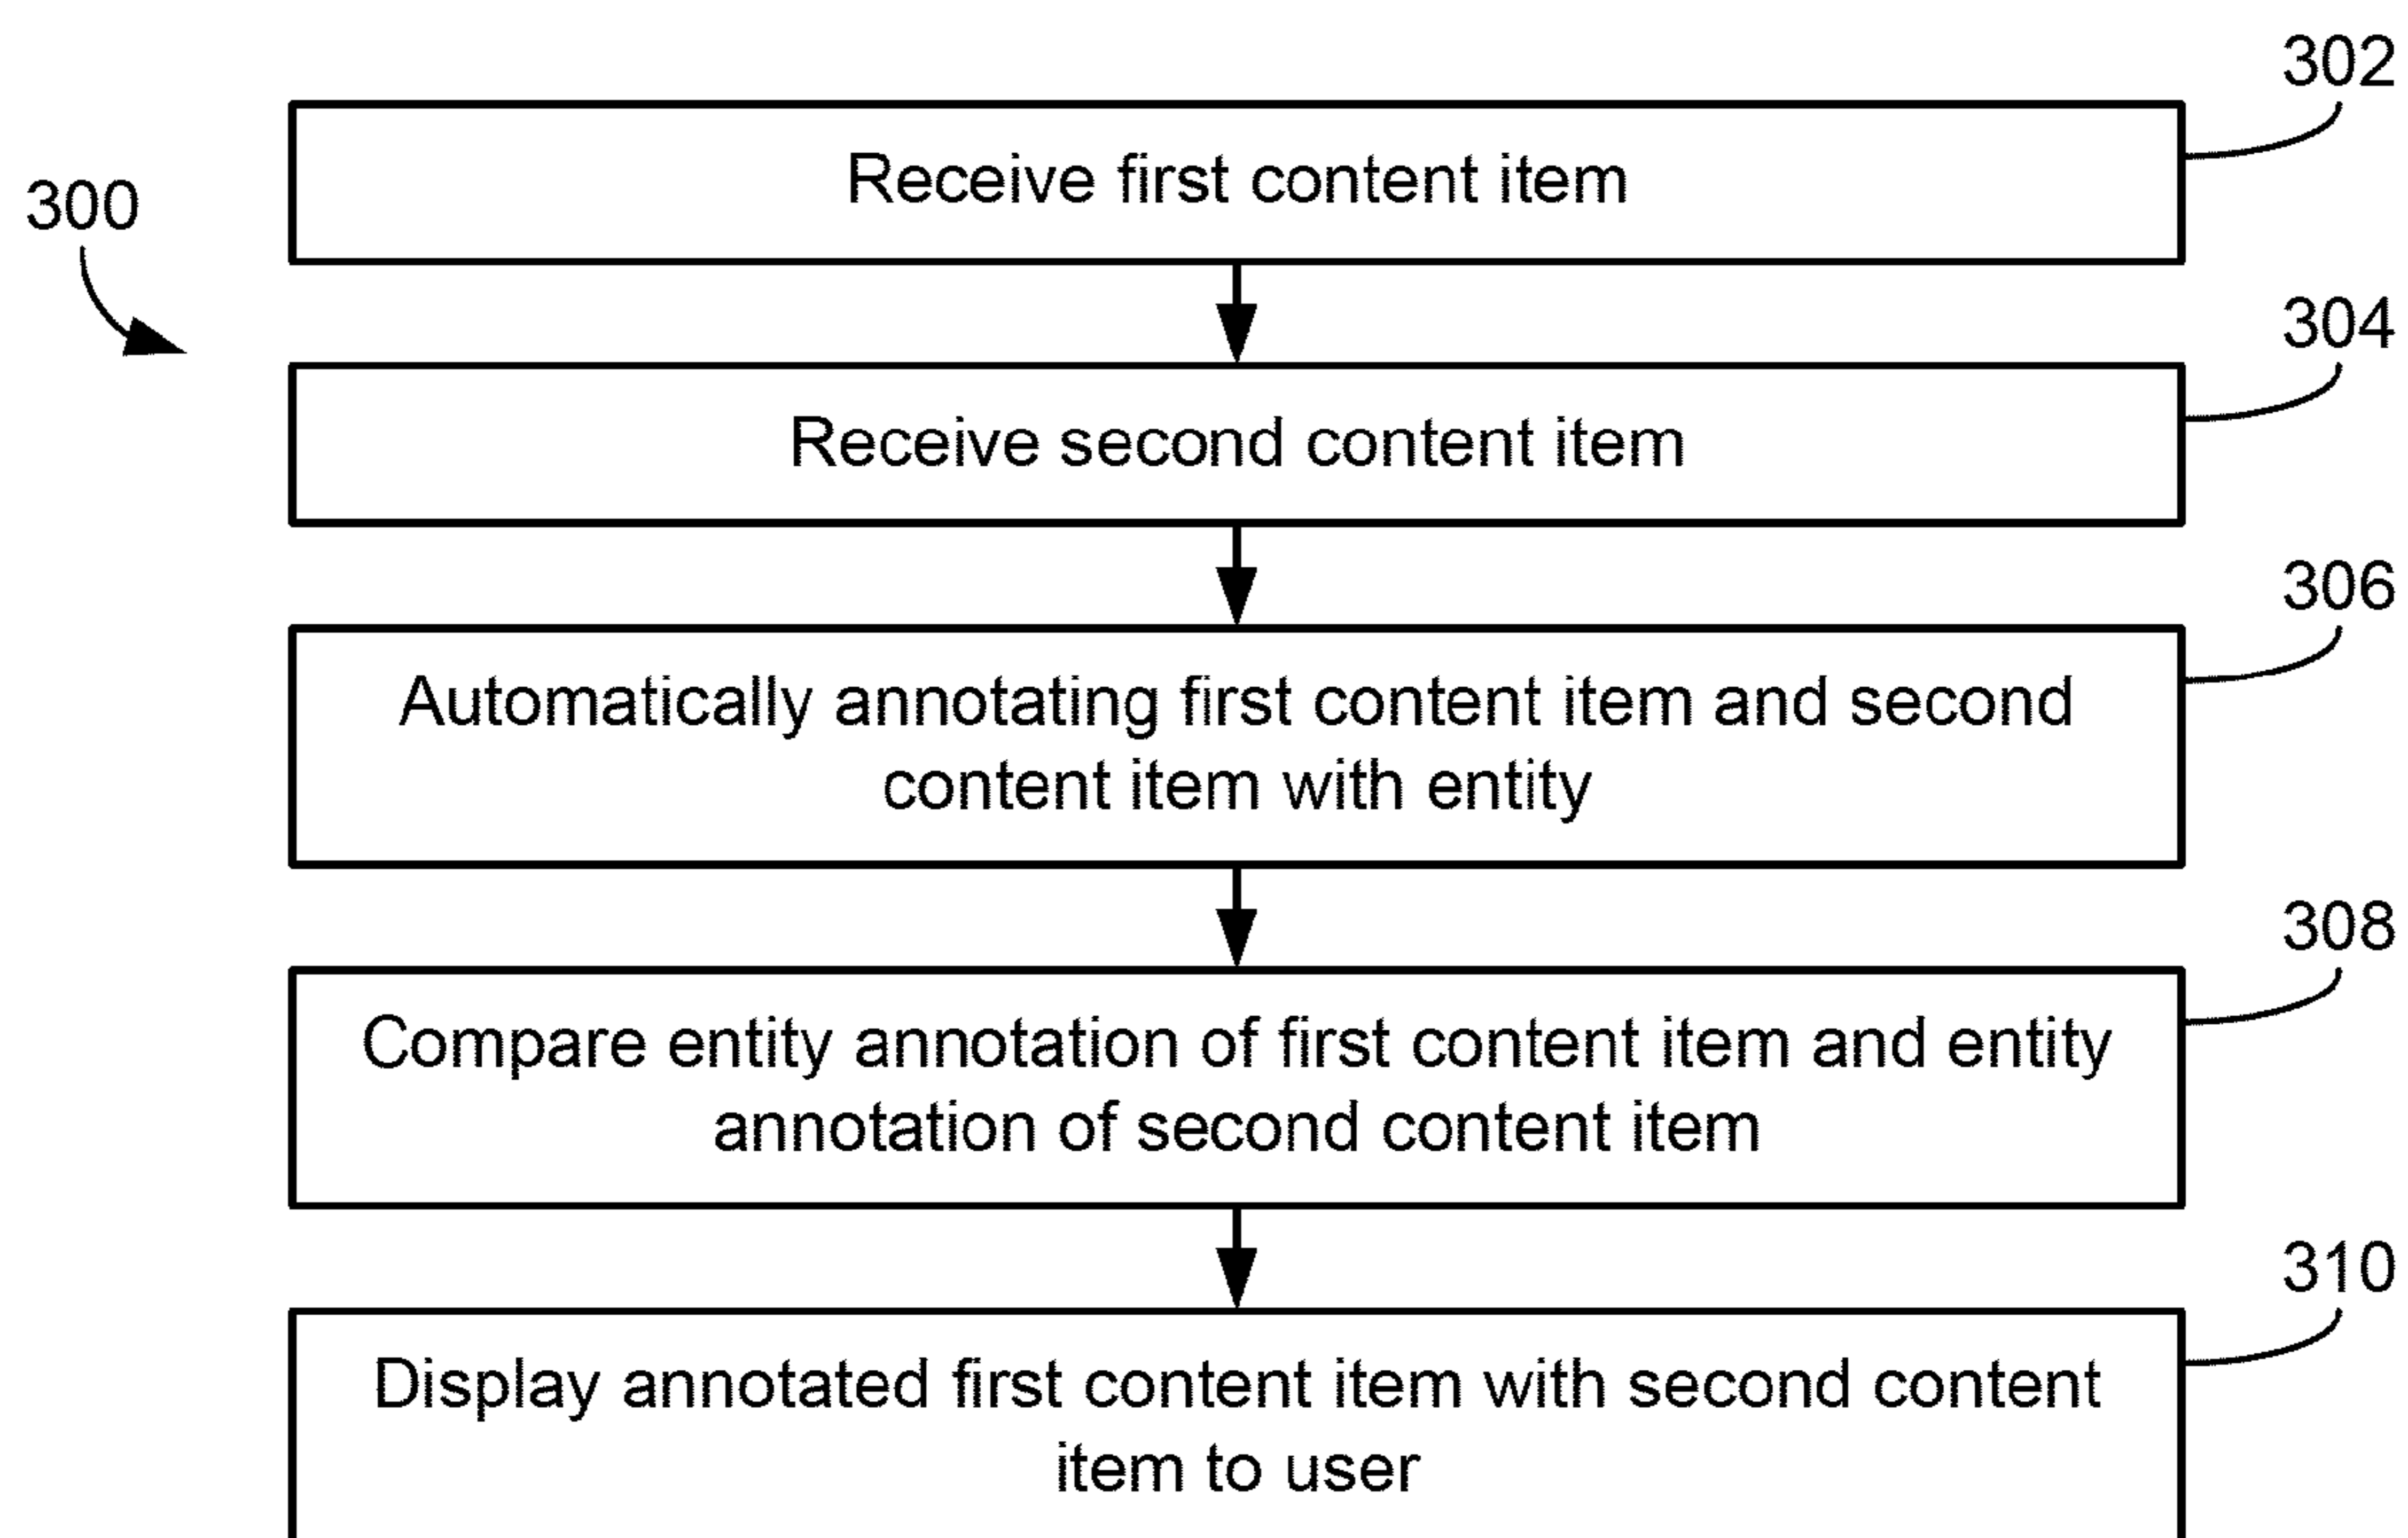 302
Receive first content item
300
304
Receive second content item
306
Automatically annotating first content item and second
content item with entity
308
Compare entity annotation of first content item and entity
annotation of second content item
310
Display annotated first content item with second content
item to user